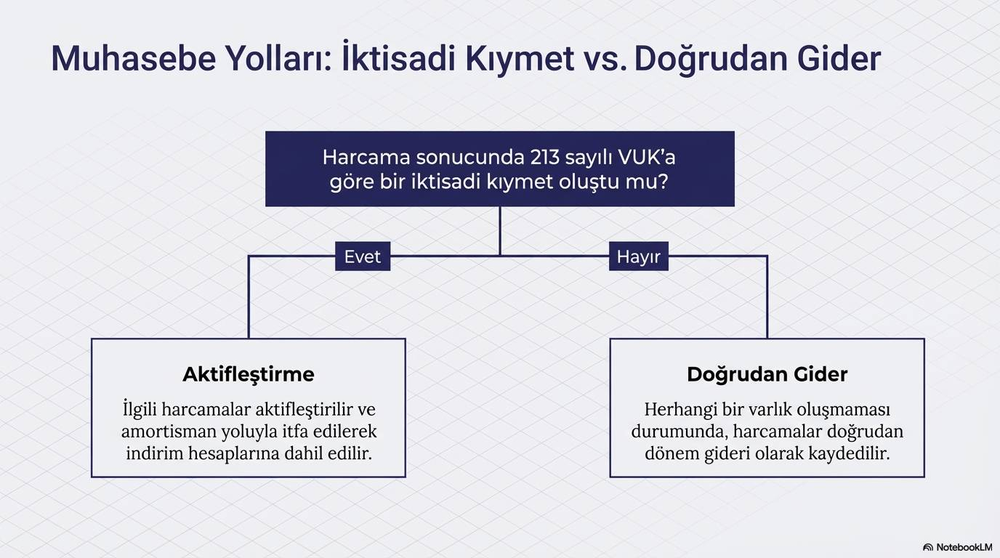 Muhasebe Yolları: İktisadi Kıymet vs. Doğrudan Gider
Harcama sonucunda 213 sayılı VUK’a
göre bir iktisadi kıymet oluştu mu?
Evet
Hayır
Aktifleştirme
İlgili harcamalar aktifleştirilir ve
amortisman yoluyla itfa edilerek
indirim hesaplarına dahil edilir.
Doğrudan Gider
Herhangi bir varlık oluşmaması
durumunda, harcamalar doğrudan
dönem gideri olarak kaydedilir.
NotebookLM